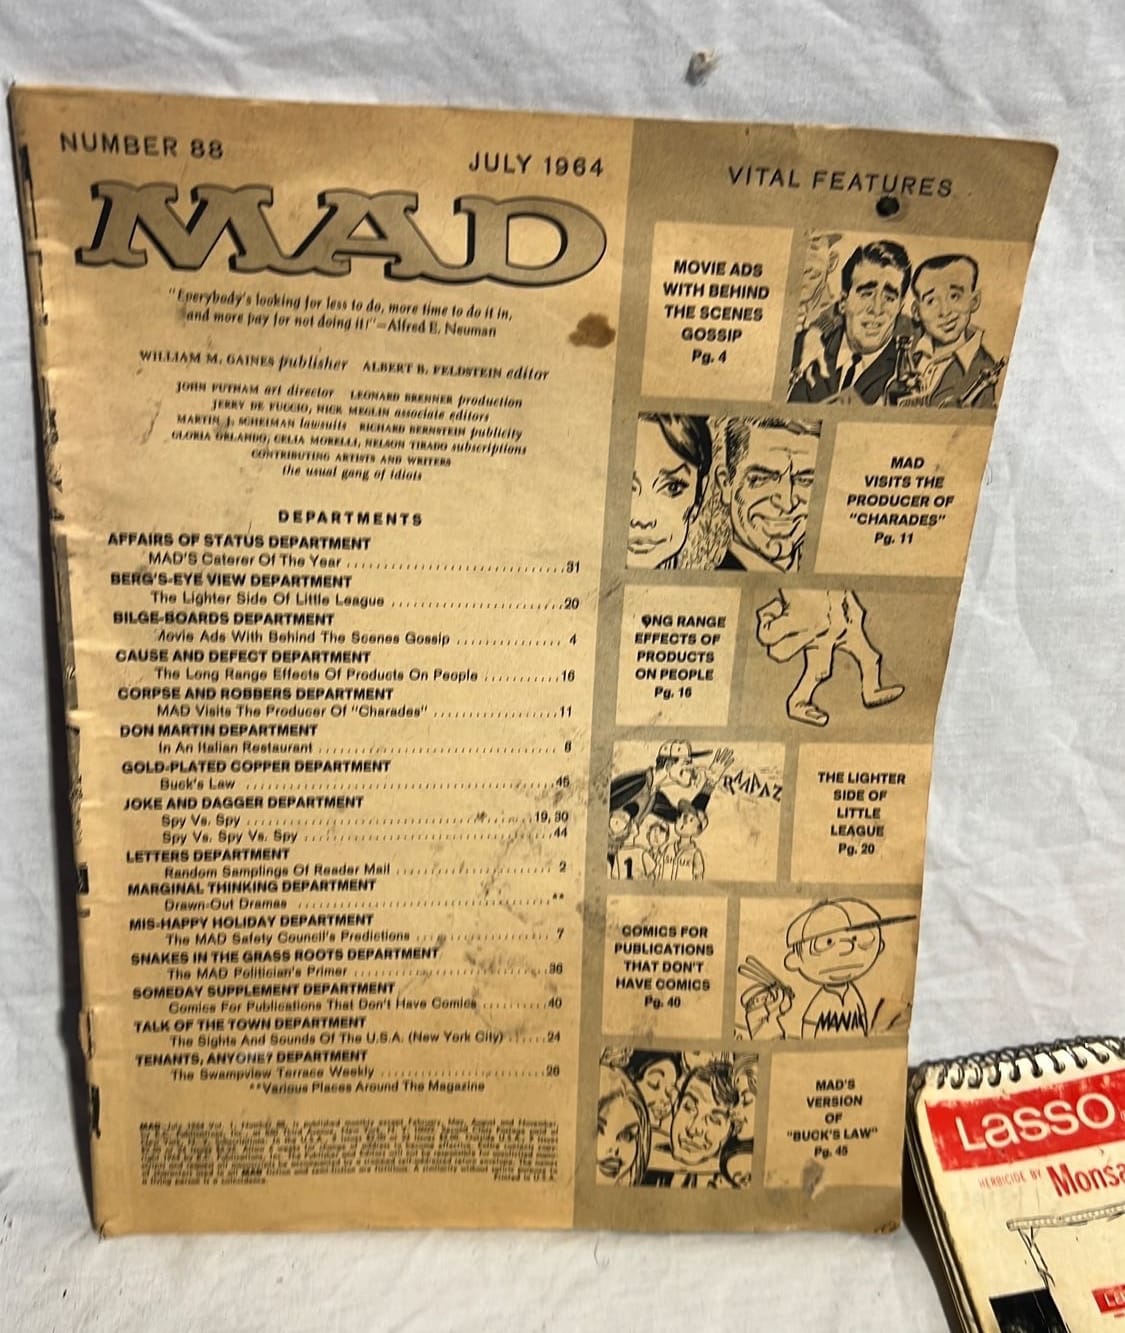 NUMBER 88
JULY 1964
MAD
"Everybody's looking for less to do, more time to do it in,
and more pay for not doing it!"—Alfred E. Neuman
WILLIAM M. GAINES publisher ALBERT B. FELDSTEIN editor
JOHN PUTNAM art director LEONARD BRENNER production
JERRY DE FUCCIO, NICK MEGLIN associate editors
MARTIN J. SCHEIMAN lawsuits RICHARD BERNSTEIN publicity
GLORIA ORLANDO, CELIA MORELLI, NELSON TIRADO subscriptions
CONTRIBUTING ARTISTS AND WRITERS
the usual gang of idiots
DEPARTMENTS
AFFAIRS OF STATUS DEPARTMENT
MAD'S Caterer Of The Year 31
BERG'S-EYE VIEW DEPARTMENT
The Lighter Side Of Little League 20
BILGE-BOARDS DEPARTMENT
Movie Ads With Behind The Scenes Gossip 4
CAUSE AND DEFECT DEPARTMENT
The Long Range Effects Of Products On People 16
CORPSE AND ROBBERS DEPARTMENT
MAD Visits The Producer Of "Charades" 11
DON MARTIN DEPARTMENT
In An Italian Restaurant 8
GOLD-PLATED COPPER DEPARTMENT
Buck's Law 45
JOKE AND DAGGER DEPARTMENT
Spy Vs. Spy 19, 30
Spy Vs. Spy Vs. Spy 44
LETTERS DEPARTMENT
Random Samplings Of Reader Mail 2
MARGINAL THINKING DEPARTMENT
Drawn-Out Dramas **
MIS-HAPPY HOLIDAY DEPARTMENT
The MAD Safety Council's Predictions 7
SNAKES IN THE GRASS ROOTS DEPARTMENT
The MAD Politician's Primer 36
SOMEDAY SUPPLEMENT DEPARTMENT
Comics For Publications That Don't Have Comics 40
TALK OF THE TOWN DEPARTMENT
The Sights And Sounds Of The U.S.A. (New York City) 24
TENANTS, ANYONE? DEPARTMENT
The Swampview Terrace Weekly 26
**Various Places Around The Magazine
Printed in U.S.A.
VITAL FEATURES
MOVIE ADS
WITH BEHIND
THE SCENES
GOSSIP
Pg. 4
MAD
VISITS THE
PRODUCER OF
"CHARADES"
Pg. 11
ONG RANGE
EFFECTS OF
PRODUCTS
ON PEOPLE
Pg. 16
1
THE LIGHTER
SIDE OF
LITTLE
LEAGUE
Pg. 20
COMICS FOR
PUBLICATIONS
THAT DON'T
HAVE COMICS
Pg. 40
MAD'S
VERSION
OF
"BUCK'S LAW"
Pg. 45
Lasso
HERBICIDE BY Monsa